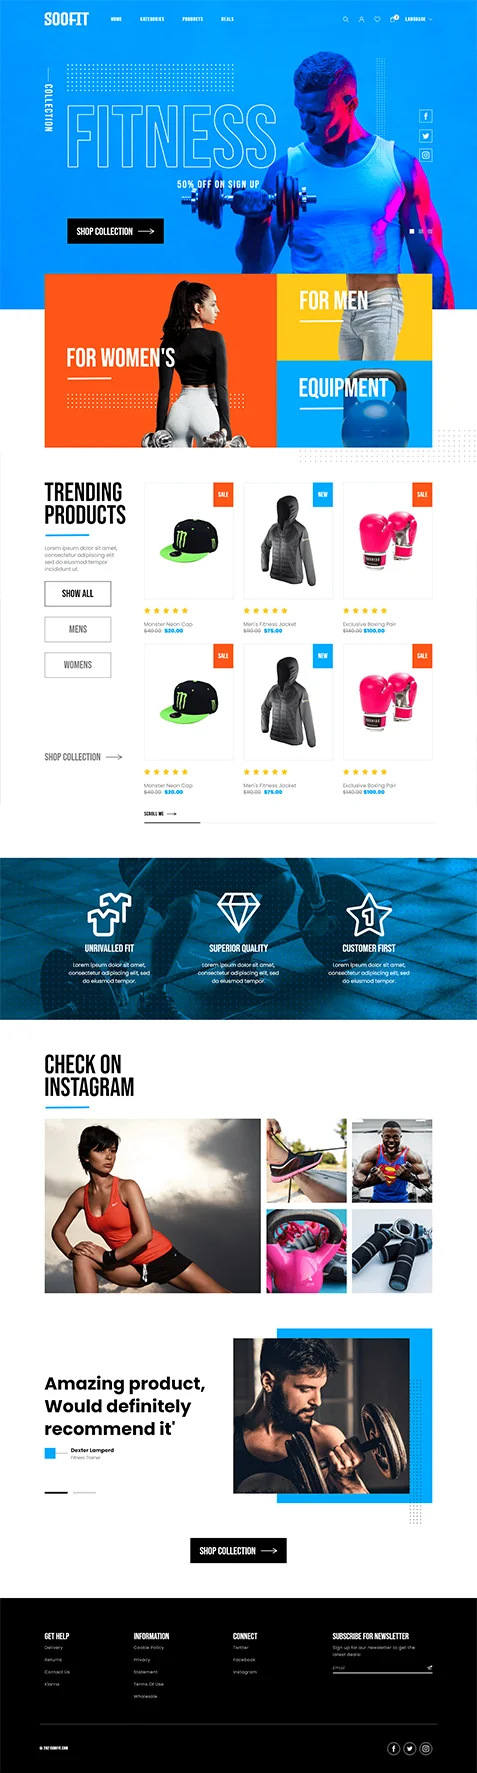 SOOFIT
HOME
CATEGORIES
PRODUCTS
DEALS
LANGUAGE
COLLECTION
FITNESS
50% OFF ON SIGN UP
SHOP COLLECTION
FOR WOMEN'S
FOR MEN
EQUIPMENT
TRENDING
PRODUCTS
Lorem ipsum dolor sit amet,
consectetur adipiscing elit,
sed do eiusmod tempor
incididunt ut.
SHOW ALL
MENS
WOMENS
SHOP COLLECTION
SALE
NEW
SALE
Monster Neon Cap
$40.00 $20.00
Men's Fitness Jacket
$110.00 $75.00
Exclusive Boxing Pair
$140.00 $100.00
SALE
NEW
SALE
Monster Neon Cap
$40.00 $20.00
Men's Fitness Jacket
$110.00 $75.00
Exclusive Boxing Pair
$140.00 $100.00
SCROLL ME
UNRIVALLED FIT
Lorem ipsum dolor sit amet,
consectetur adipiscing elit, sed
do eiusmod tempor.
SUPERIOR QUALITY
Lorem ipsum dolor sit amet,
consectetur adipiscing elit, sed
do eiusmod tempor.
1
CUSTOMER FIRST
Lorem ipsum dolor sit amet,
consectetur adipiscing elit, sed
do eiusmod tempor.
CHECK ON
INSTAGRAM
Amazing product,
Would definitely
recommend it'
Dexter Lamperd
Fitness Trainer
SHOP COLLECTION
GET HELP
Delivery
Returns
Contact Us
Klarna
INFORMATION
Cookie Policy
Privacy
Statement
Terms Of Use
Wholesale
CONNECT
Twitter
Facebook
Instagram
SUBSCRIBE FOR NEWSLETTER
Sign up for our newsletter to get the
latest deals!
Email